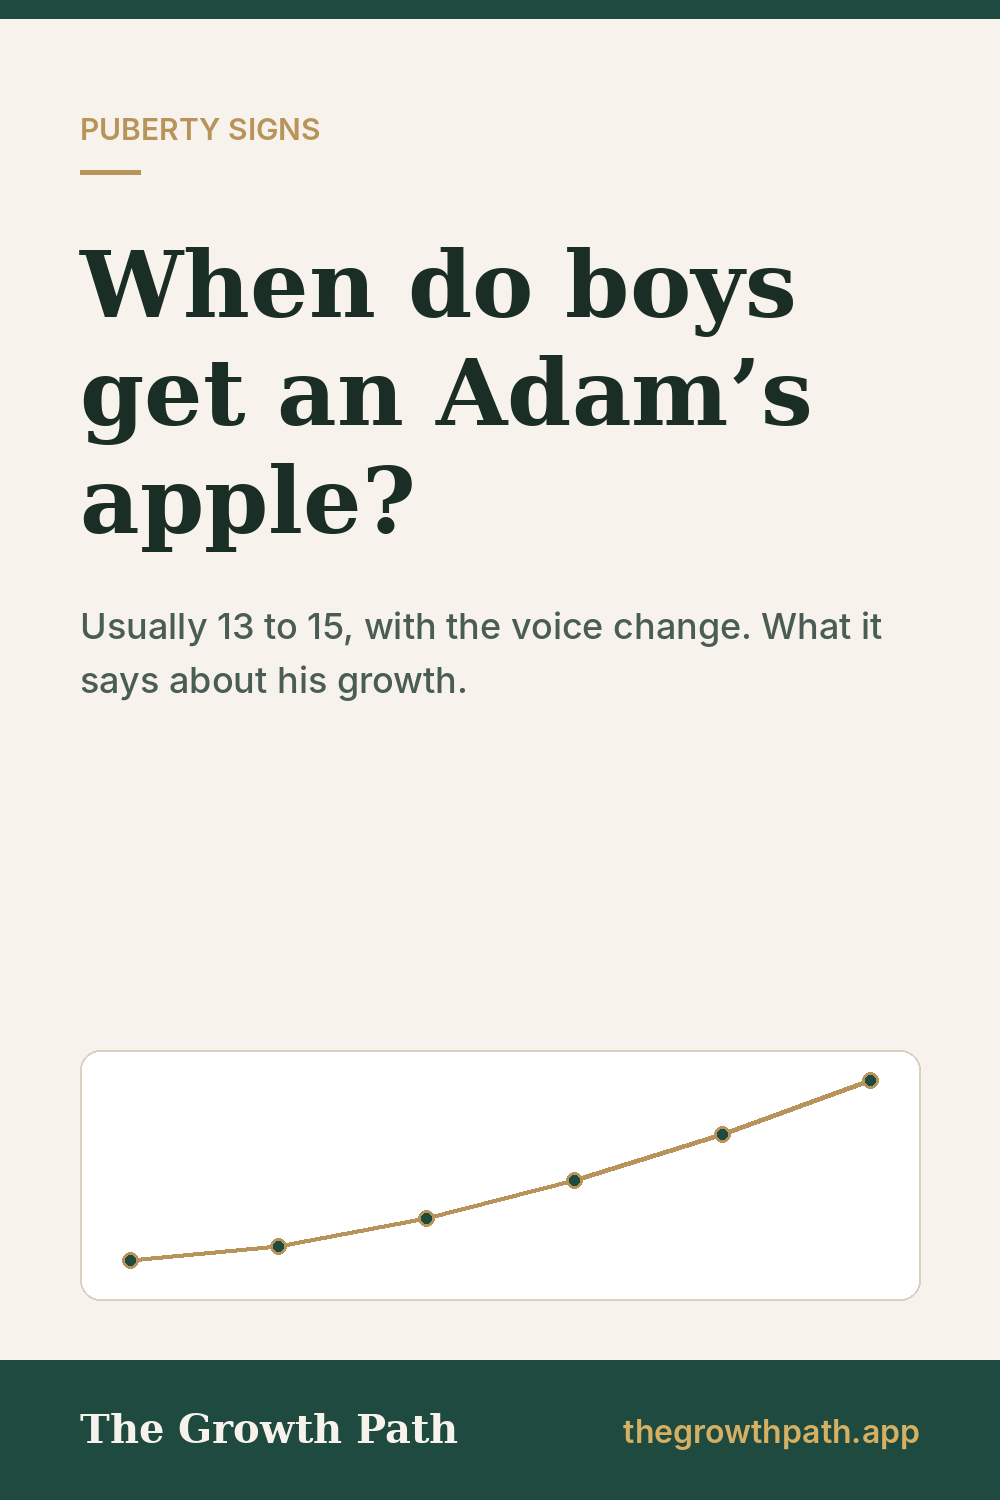 PUBERTY SIGNS
When do boys
get an Adam’s
apple?
Usually 13 to 15, with the voice change. What it
says about his growth.
The Growth Path
thegrowthpath.app